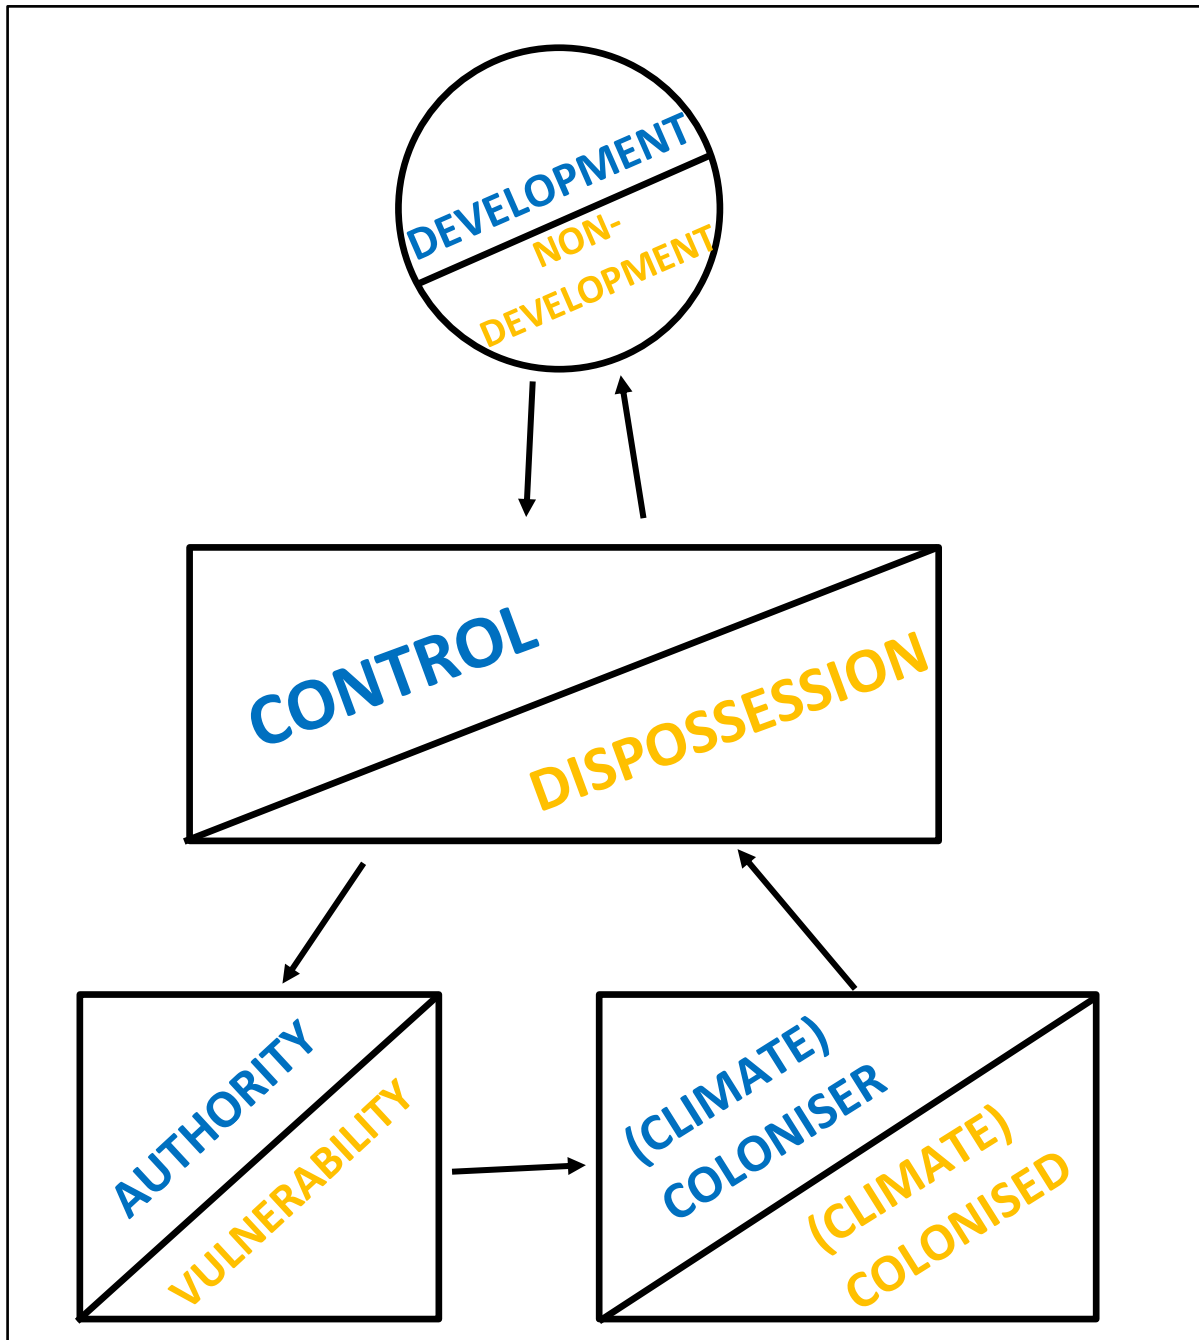 DEVELOPMENT
NON-
DEVELOPMENT
CONTROL
DISPOSSESSION
AUTHORITY
VULNERABILITY
(CLIMATE)
COLONISER
(CLIMATE)
COLONISED